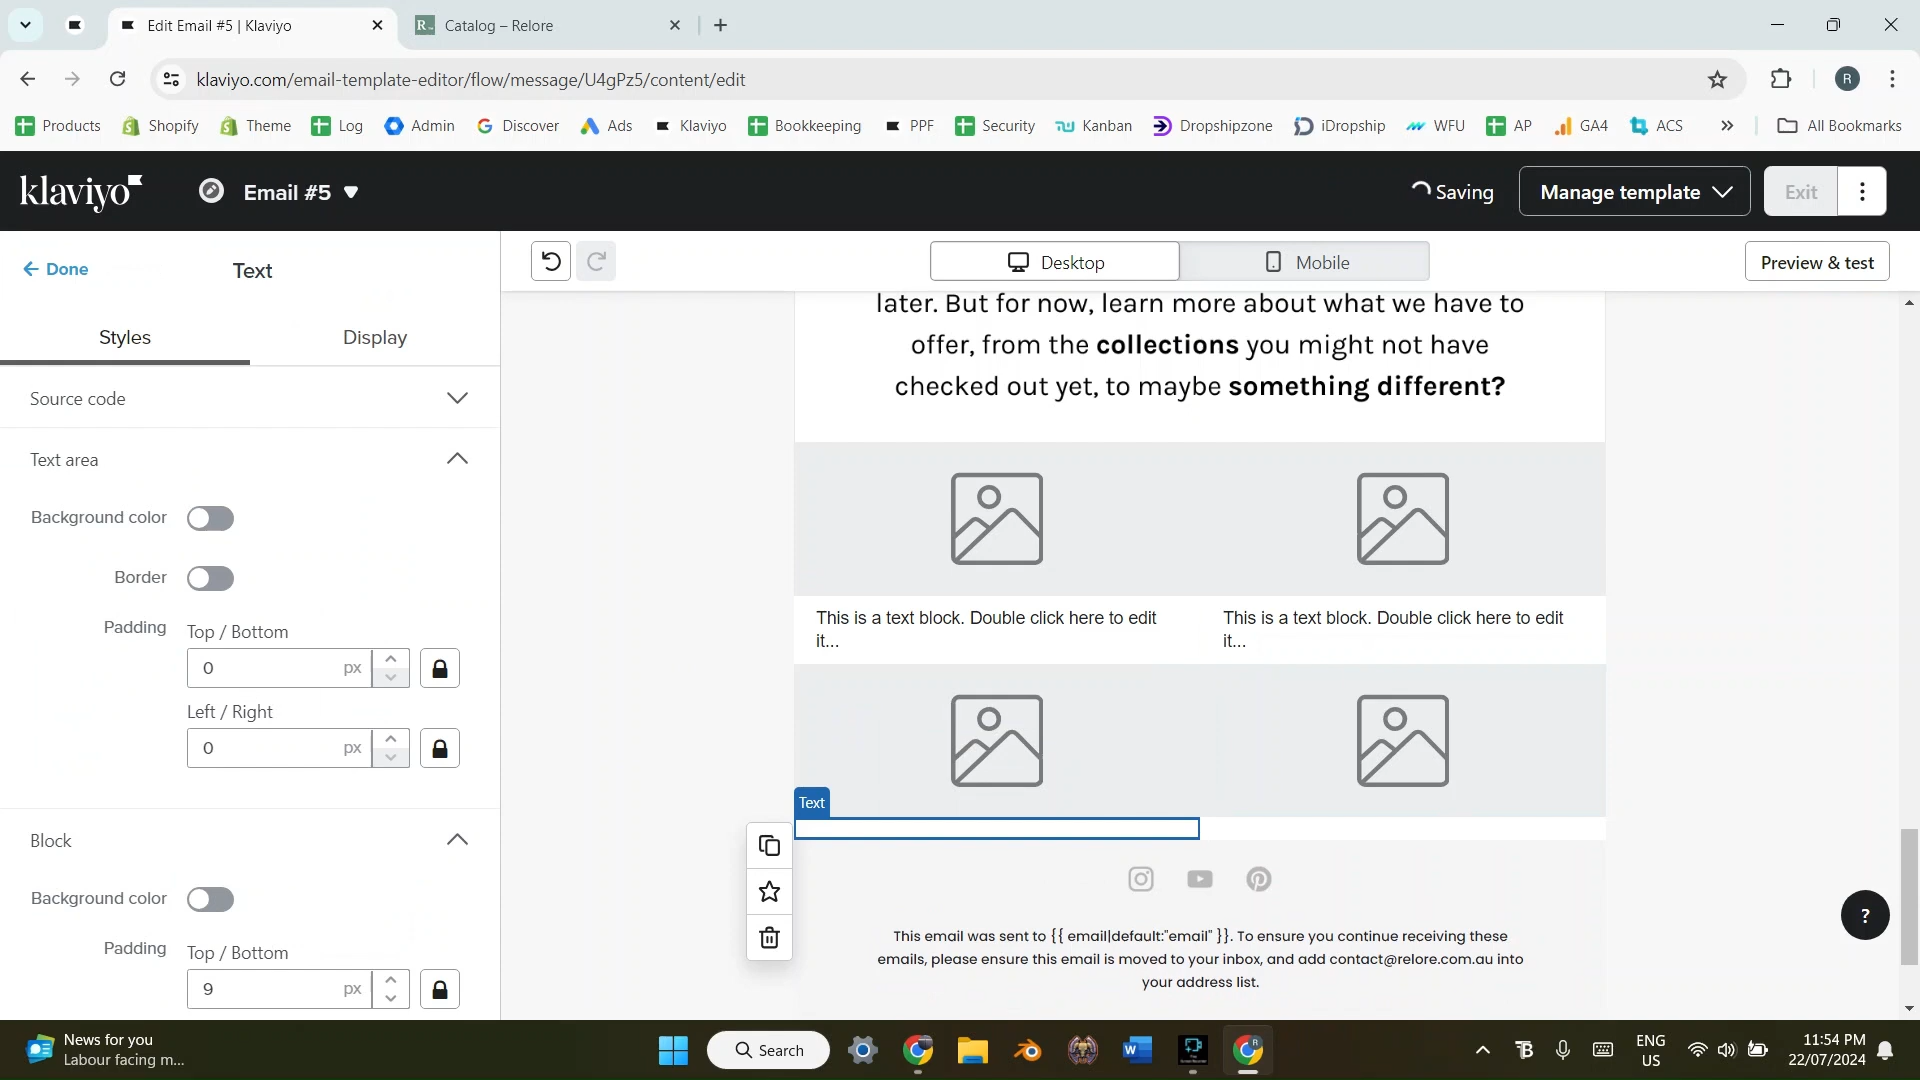 Edit Email #5 | Klaviyo
Catalog – Relore
klaviyo.com/email-template-editor/flow/message/U4gPz5/content/edit
R
Products
Shopify
Theme
Log
Admin
Discover
Ads
Klaviyo
Bookkeeping
PPF
Security
Kanban
Dropshipzone
iDropship
WFU
AP
GA4
ACS
All Bookmarks
klaviyo
Email #5
Saving
Manage template
Exit
Done
Text
Desktop
Mobile
Preview & test
Styles
Display
Source code
Text area
Background color
Border
Padding
Top / Bottom
0 px
Left / Right
0 px
Block
Background color
Padding
Top / Bottom
9 px
later. But for now, learn more about what we have to
offer, from the collections you might not have
checked out yet, to maybe something different?
This is a text block. Double click here to edit
it...
This is a text block. Double click here to edit
it...
Text
This email was sent to {{ email|default:"email" }}. To ensure you continue receiving these
emails, please ensure this email is moved to your inbox, and add contact@relore.com.au into
your address list.
?
News for you
Labour facing m...
Search
ENG
US
11:54 PM
22/07/2024